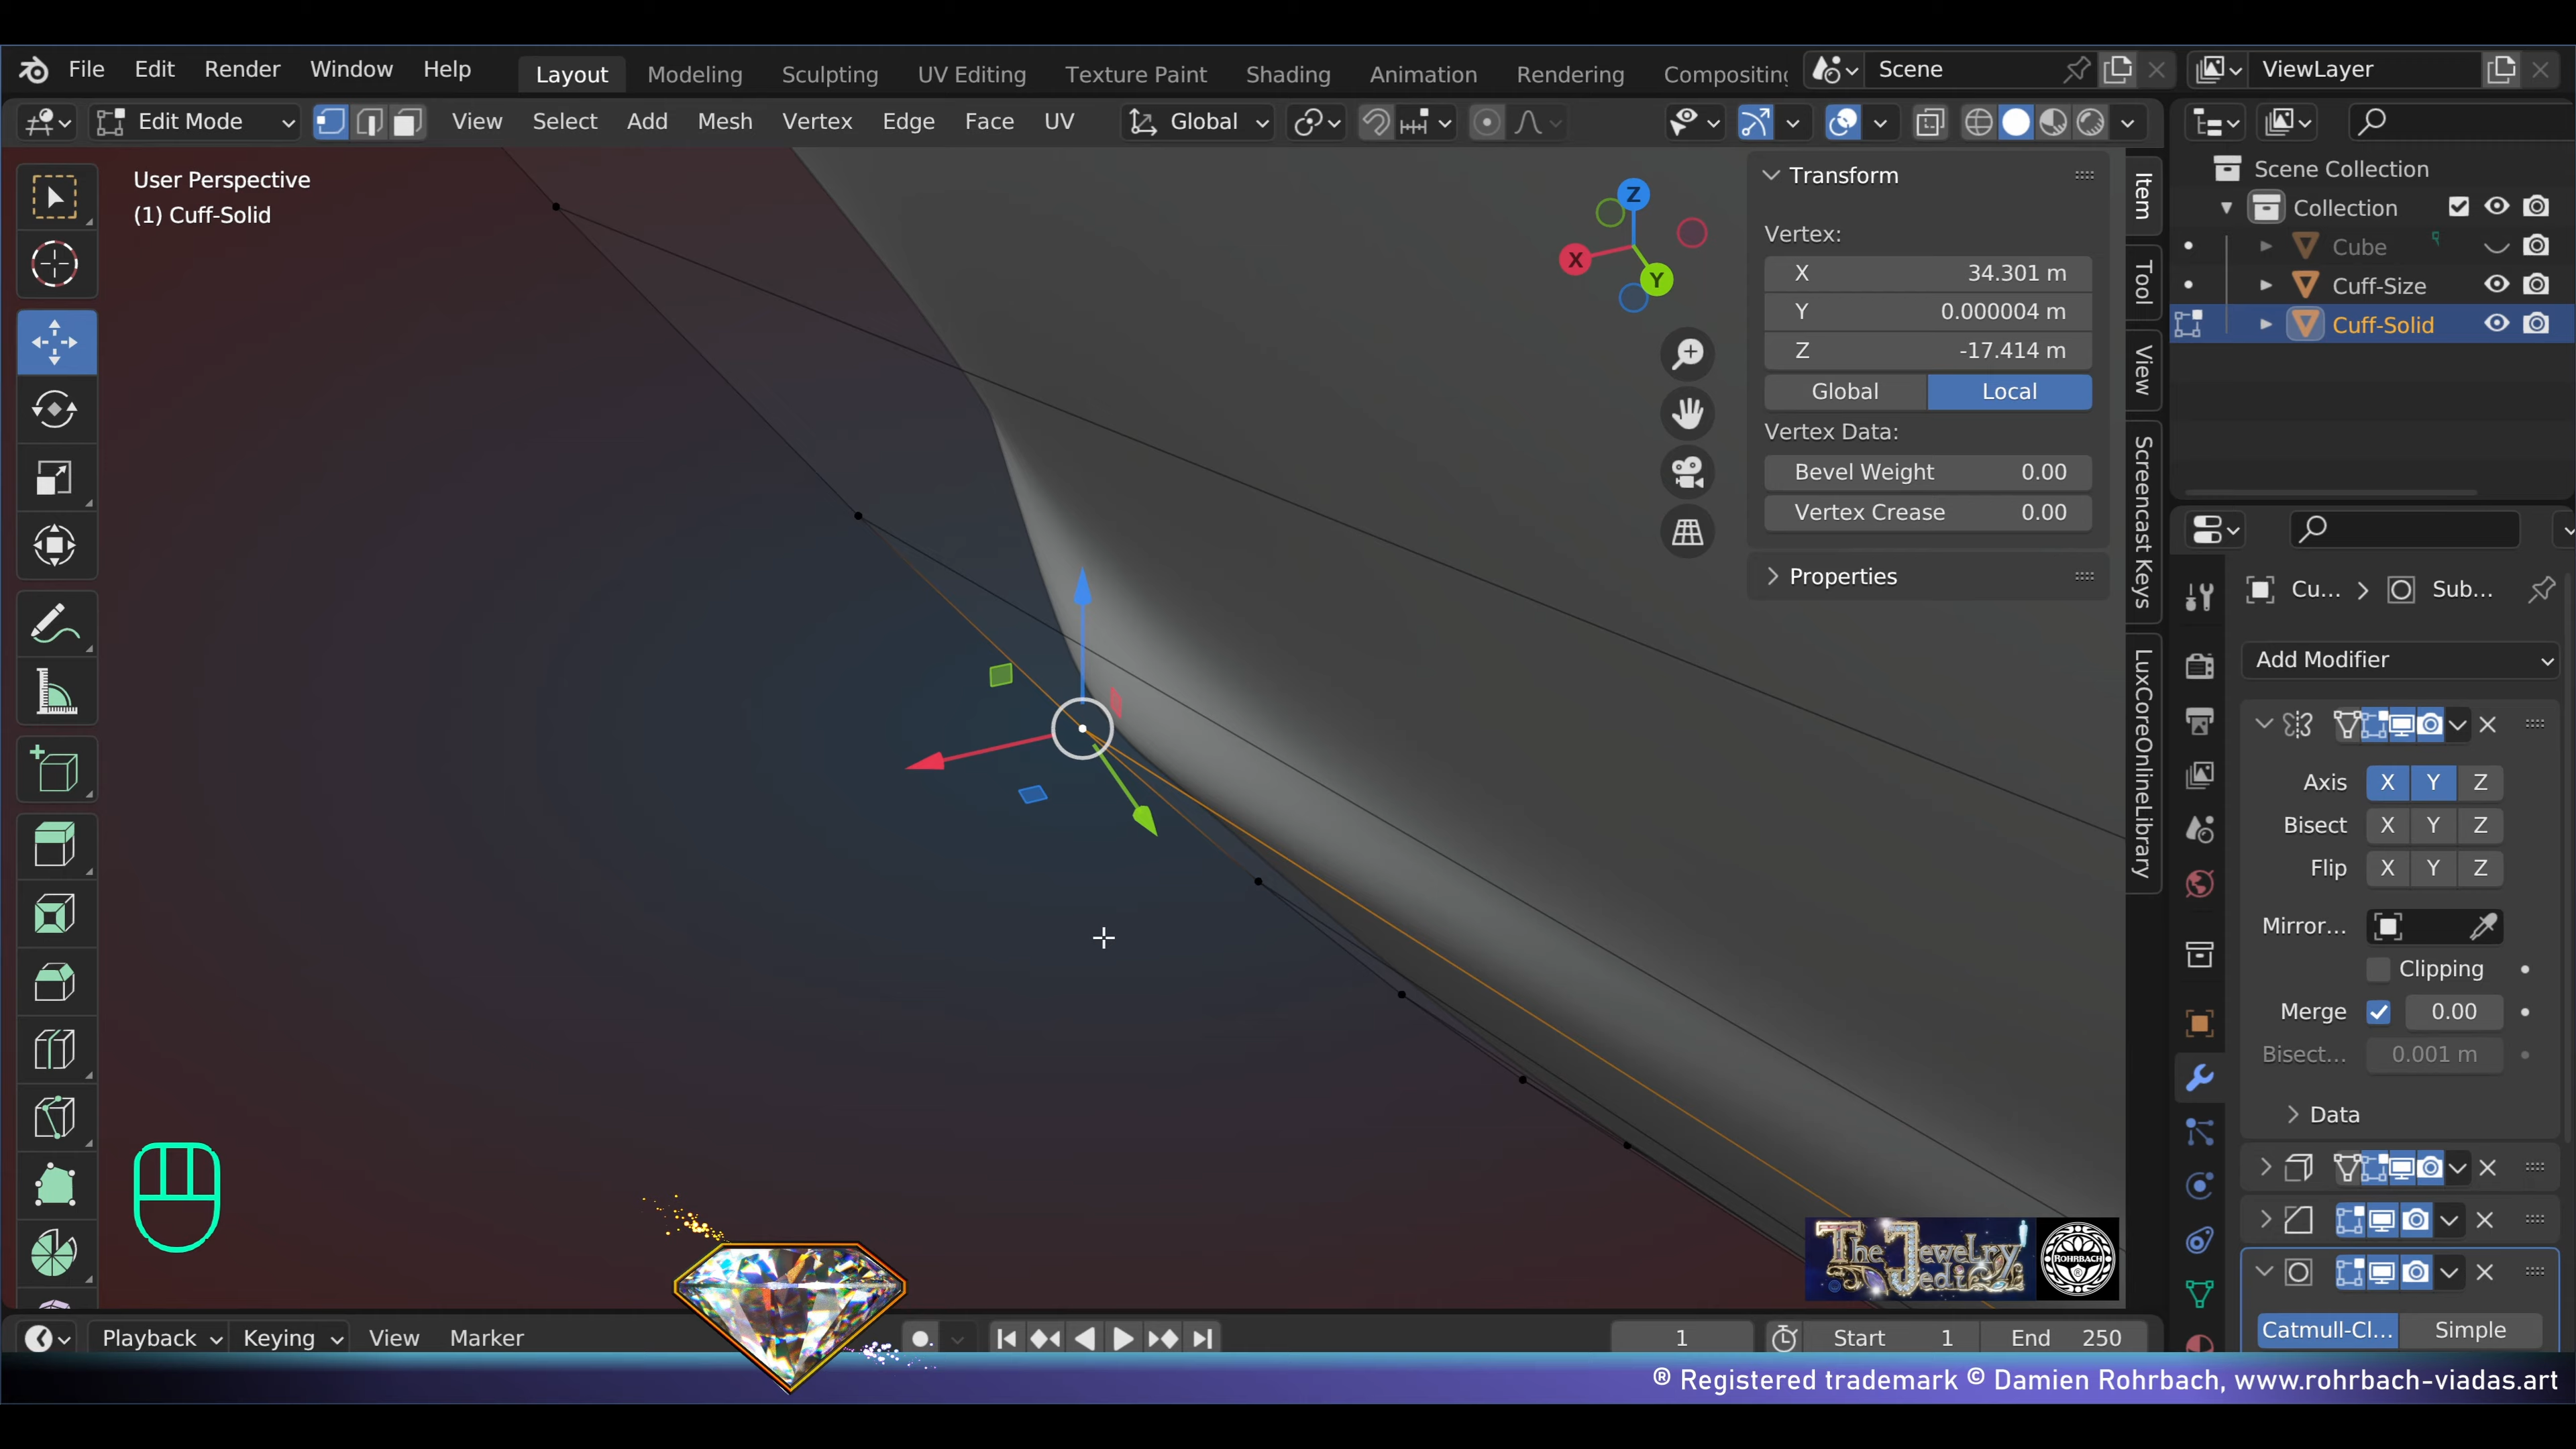 File Edit Render Window Help Layout Modeling Sculpting UV Editing Texture Paint Shading Animation Rendering Compositing Scene ViewLayer
Edit Mode View Select Add Mesh Vertex Edge Face UV Global
User Perspective
(1) Cuff-Solid
Z
X
Y
Transform
Vertex:
X 34.301 m
Y 0.000004 m
Z -17.414 m
Global Local
Vertex Data:
Bevel Weight 0.00
Vertex Crease 0.00
Properties
Item
Tool
View
Screencast Keys
LuxCoreOnlineLibrary
Scene Collection
Collection
Cube
Cuff-Size
Cuff-Solid
Cu... Sub...
Add Modifier
Axis X Y Z
Bisect X Y Z
Flip X Y Z
Mirror...
Clipping
Merge 0.00
Bisect... 0.001 m
Data
Catmull-Cl... Simple
The Jewelry Jedi
ROHRBACH
Playback Keying View Marker 1 Start 1 End 250
® Registered trademark © Damien Rohrbach, www.rohrbach-viadas.art